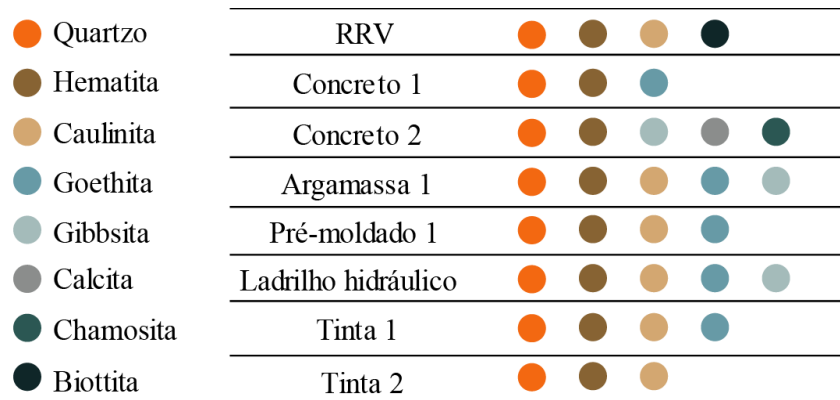 Quartzo
Hematita
Caulinita
Goethita
Gibbsita
Calcita
Chamosita
Biottita
RRV
Concreto 1
Concreto 2
Argamassa 1
Pré-moldado 1
Ladrilho hidráulico
Tinta 1
Tinta 2